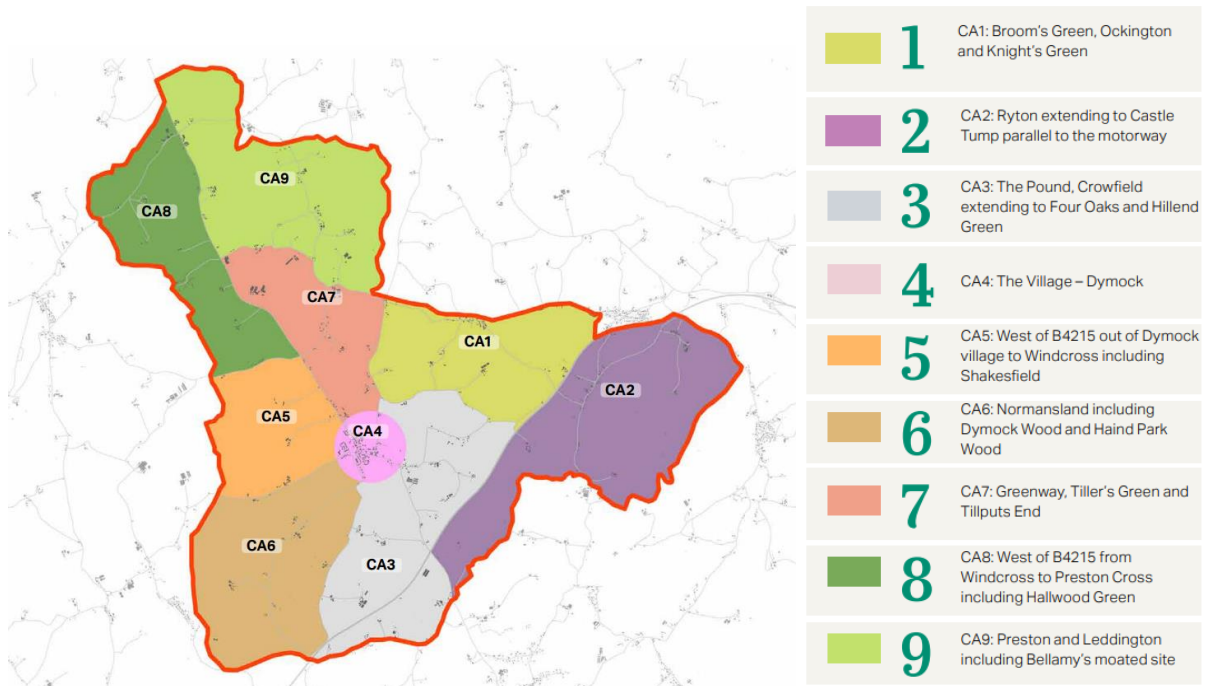 CA9
CA8
CA7
CA1
CA2
CA5
CA4
CA6
CA3
1
CA1: Broom’s Green, Ockington
and Knight’s Green
2
CA2: Ryton extending to Castle
Tump parallel to the motorway
3
CA3: The Pound, Crowfield
extending to Four Oaks and Hillend
Green
4
CA4: The Village – Dymock
5
CA5: West of B4215 out of Dymock
village to Windcross including
Shakesfield
6
CA6: Normansland including
Dymock Wood and Haind Park
Wood
7
CA7: Greenway, Tiller’s Green and
Tillputs End
8
CA8: West of B4215 from
Windcross to Preston Cross
including Hallwood Green
9
CA9: Preston and Leddington
including Bellamy’s moated site